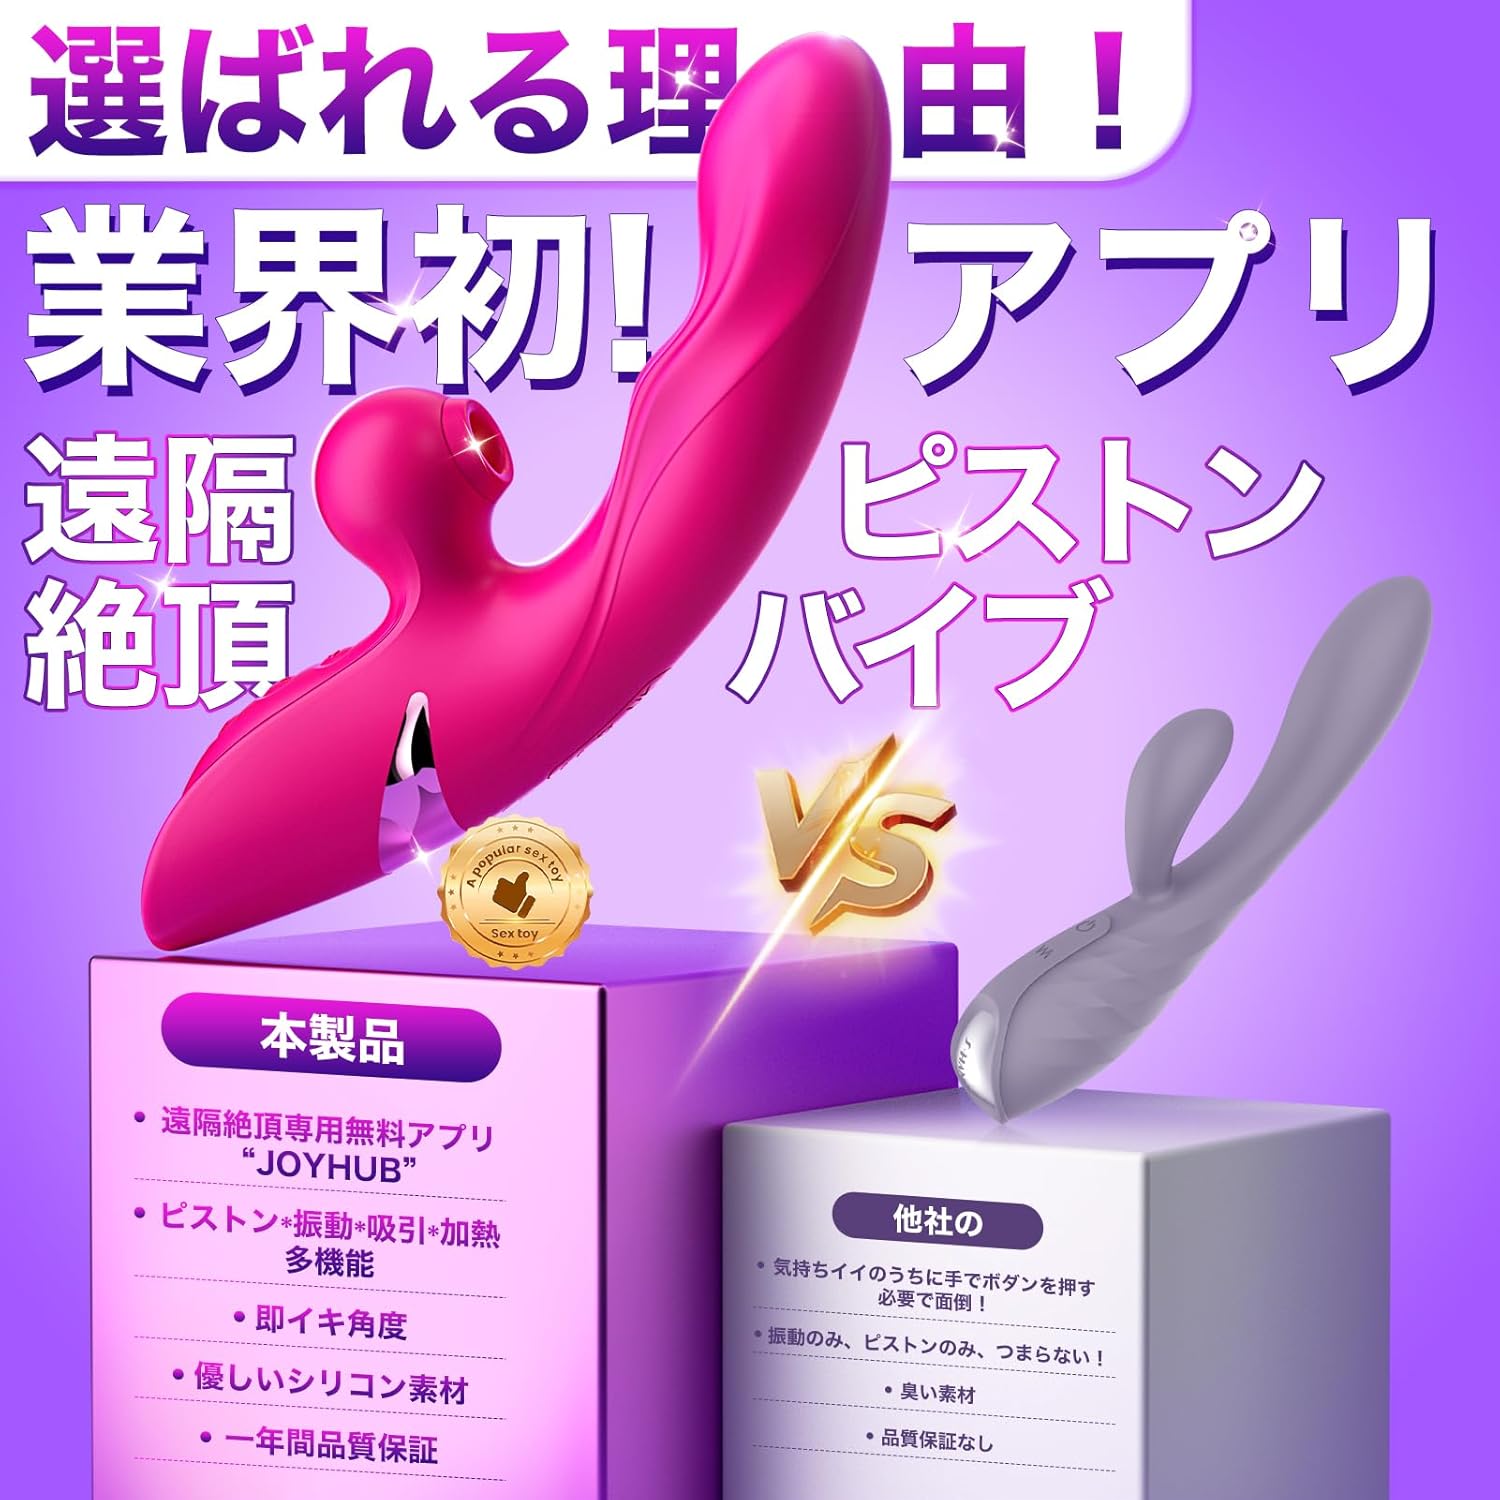 選ばれる理由！
業界初！アプリ
遠隔
絶頂
ピストン
バイブ
VS
A popular sex toy
Sex toy
本製品
• 遠隔絶頂専用無料アプリ
“JOYHUB”
• ピストン*振動*吸引*加熱
多機能
• 即イキ角度
• 優しいシリコン素材
• 一年間品質保証
他社の
• 気持ちイイのうちに手でボダンを押す
必要で面倒！
• 振動のみ、ピストンのみ、つまらない！
• 臭い素材
• 品質保証なし